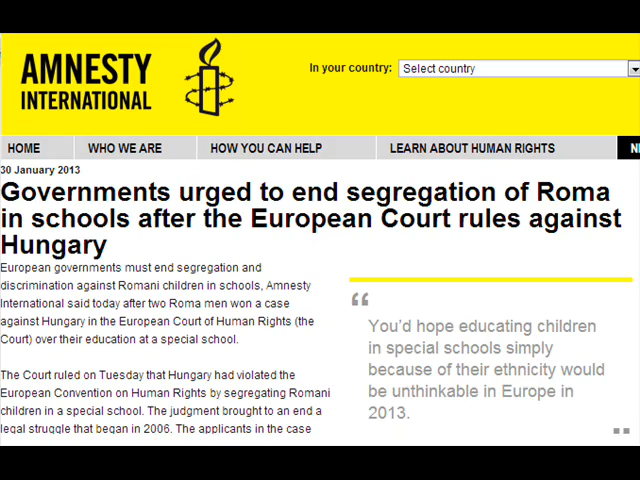 AMNESTY
INTERNATIONAL
In your country:
Select country
HOME
WHO WE ARE
HOW YOU CAN HELP
LEARN ABOUT HUMAN RIGHTS
30 January 2013
Governments urged to end segregation of Roma
in schools after the European Court rules against
Hungary
European governments must end segregation and
discrimination against Romani children in schools, Amnesty
International said today after two Roma men won a case
against Hungary in the European Court of Human Rights (the
Court) over their education at a special school.
The Court ruled on Tuesday that Hungary had violated the
European Convention on Human Rights by segregating Romani
children in a special school. The judgment brought to an end a
legal struggle that began in 2006. The applicants in the case
“
You’d hope educating children
in special schools simply
because of their ethnicity would
be unthinkable in Europe in
2013.